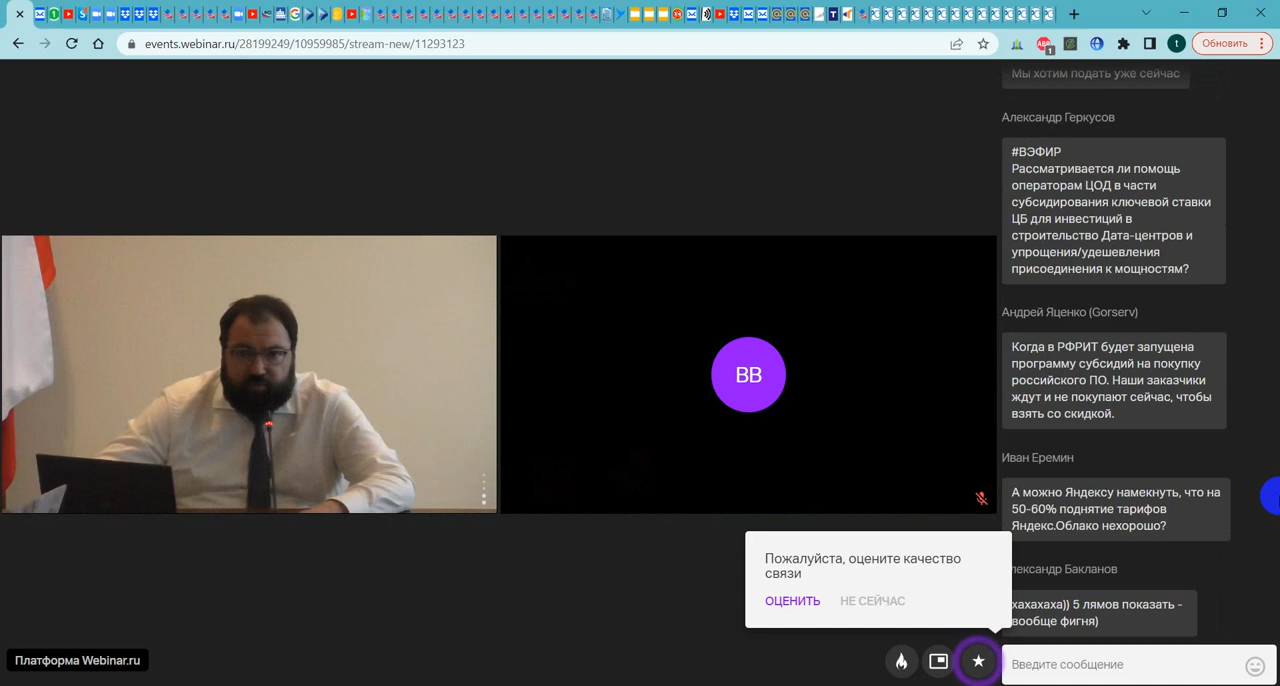 events.webinar.ru/28199249/10959985/stream-new/11293123
ABP
1
t
Обновить
Мы хотим подать уже сейчас
Александр Геркусов
#ВЭФИР
Рассматривается ли помощь
операторам ЦОД в части
субсидирования ключевой ставки
ЦБ для инвестиций в
строительство Дата-центров и
упрощения/удешевления
присоединения к мощностям?
Андрей Яценко (Gorserv)
Когда в РФРИТ будет запущена
программу субсидий на покупку
российского ПО. Наши заказчики
ждут и не покупают сейчас, чтобы
взять со скидкой.
Иван Еремин
А можно Яндексу намекнуть, что на
50-60% поднятие тарифов
Яндекс.Облако нехорошо?
лександр Бакланов
хахахаха)) 5 лямов показать -
вообще фигня)
ВВ
Пожалуйста, оцените качество
связи
ОЦЕНИТЬ НЕ СЕЙЧАС
Платформа Webinar.ru
Введите сообщение